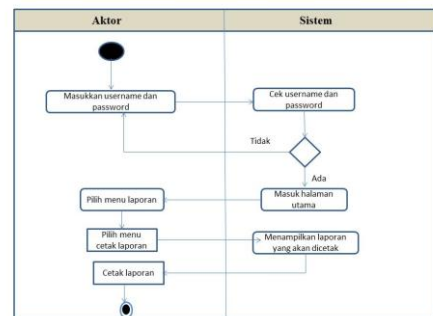 Aktor
Sistem
Masukkan username dan
password
Cek username dan
password
Tidak
Ada
Masuk halaman
utama
Pilih menu laporan
Pilih menu
cetak laporan
Menampilkan laporan
yang akan dicetak
Cetak laporan